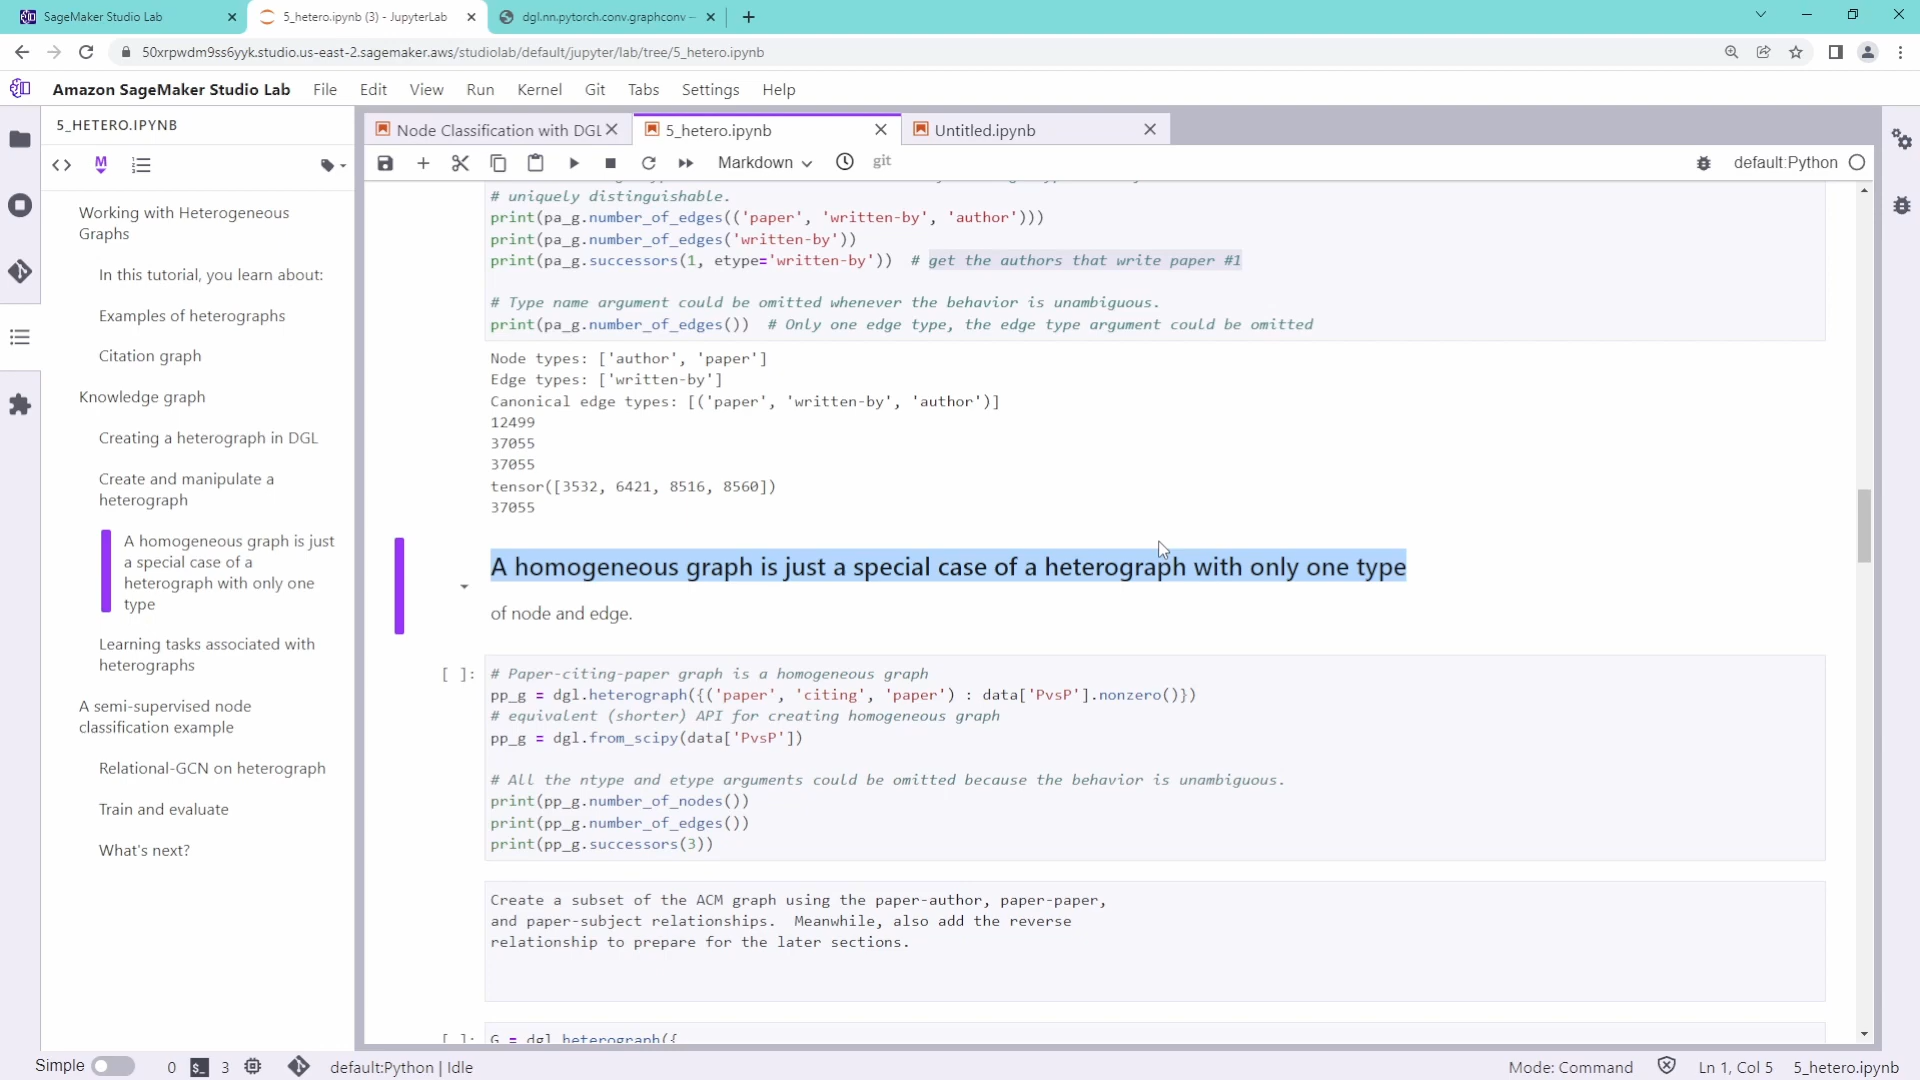 SageMaker Studio Lab
5_hetero.ipynb (3) - JupyterLab
dgl.nn.pytorch.conv.graphconv —
50xrpwdm9ss6yyk.studio.us-east-2.sagemaker.aws/studiolab/default/jupyter/lab/tree/5_hetero.ipynb
Amazon SageMaker Studio Lab File Edit View Run Kernel Git Tabs Settings Help
5_HETERO.IPYNB
Node Classification with DGL
5_hetero.ipynb
Untitled.ipynb
Markdown
git
default:Python
Working with Heterogeneous
Graphs
In this tutorial, you learn about:
Examples of heterographs
Citation graph
Knowledge graph
Creating a heterograph in DGL
Create and manipulate a
heterograph
A homogeneous graph is just
a special case of a
heterograph with only one
type
Learning tasks associated with
heterographs
A semi-supervised node
classification example
Relational-GCN on heterograph
Train and evaluate
What's next?
# uniquely distinguishable.
print(pa_g.number_of_edges(('paper', 'written-by', 'author')))
print(pa_g.number_of_edges('written-by'))
print(pa_g.successors(1, etype='written-by'))  # get the authors that write paper #1
# Type name argument could be omitted whenever the behavior is unambiguous.
print(pa_g.number_of_edges())  # Only one edge type, the edge type argument could be omitted
Node types: ['author', 'paper']
Edge types: ['written-by']
Canonical edge types: [('paper', 'written-by', 'author')]
12499
37055
37055
tensor([3532, 6421, 8516, 8560])
37055
A homogeneous graph is just a special case of a heterograph with only one type
of node and edge.
[ ]:
# Paper-citing-paper graph is a homogeneous graph
pp_g = dgl.heterograph({('paper', 'citing', 'paper') : data['PvsP'].nonzero()})
# equivalent (shorter) API for creating homogeneous graph
pp_g = dgl.from_scipy(data['PvsP'])
# All the ntype and etype arguments could be omitted because the behavior is unambiguous.
print(pp_g.number_of_nodes())
print(pp_g.number_of_edges())
print(pp_g.successors(3))
Create a subset of the ACM graph using the paper-author, paper-paper,
and paper-subject relationships.  Meanwhile, also add the reverse
relationship to prepare for the later sections.
[ ]: G = dgl.heterograph({
Simple 0 3 default:Python | Idle Mode: Command Ln 1, Col 5 5_hetero.ipynb